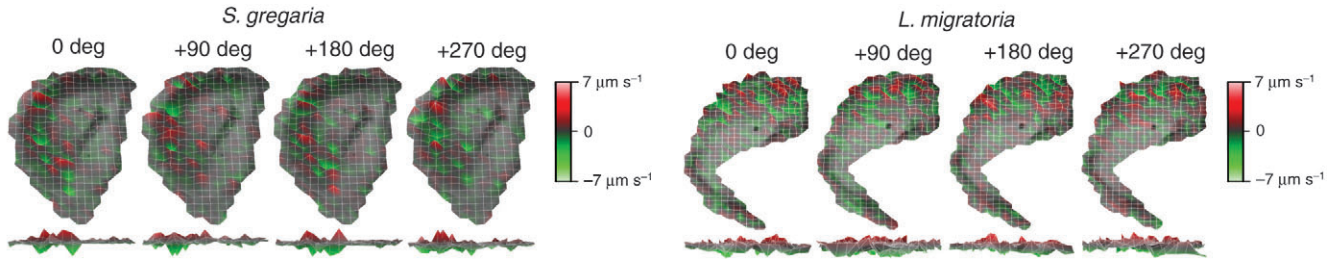 S. gregaria
0 deg +90 deg +180 deg +270 deg
7 μm s⁻¹
0
−7 μm s⁻¹
L. migratoria
0 deg +90 deg +180 deg +270 deg
7 μm s⁻¹
0
−7 μm s⁻¹